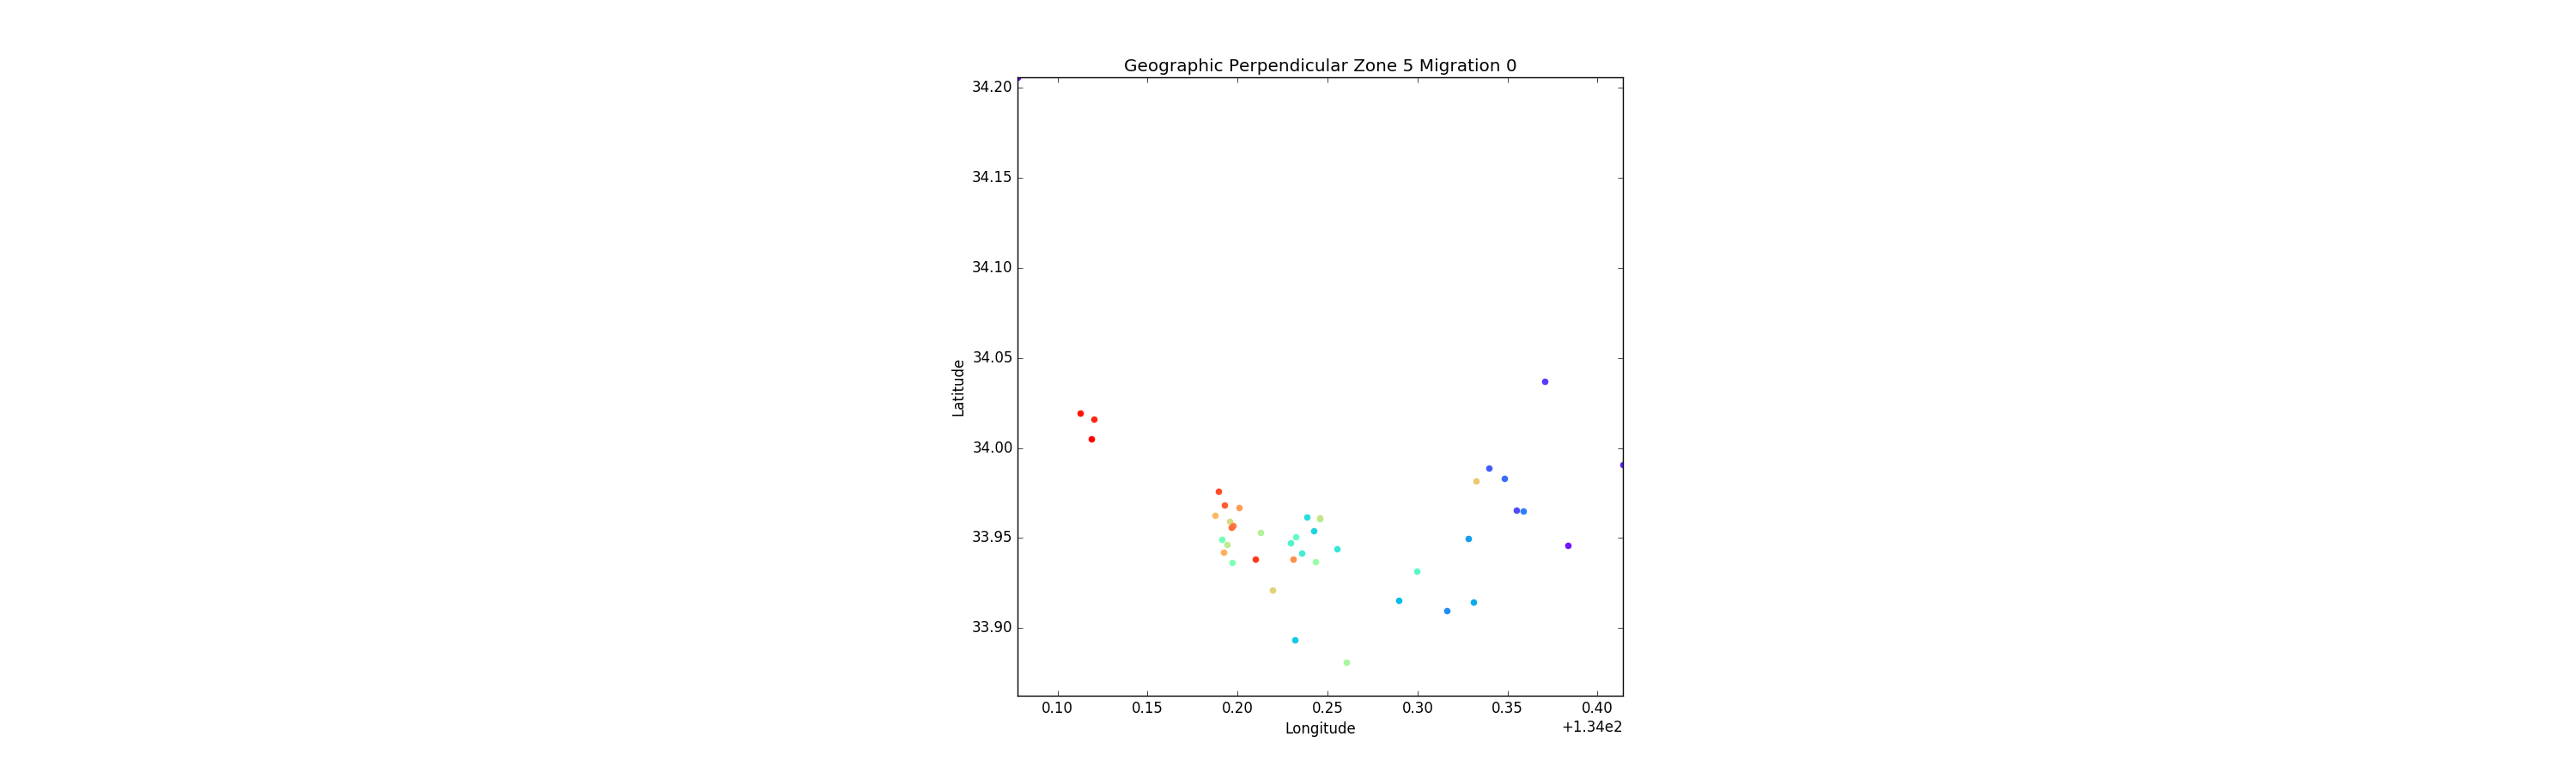 Geographic Perpendicular Zone 5 Migration 0
34.20
34.15
34.10
34.05
34.00
33.95
33.90
Latitude
0.10 0.15 0.20 0.25 0.30 0.35 0.40
+1.34e2
Longitude